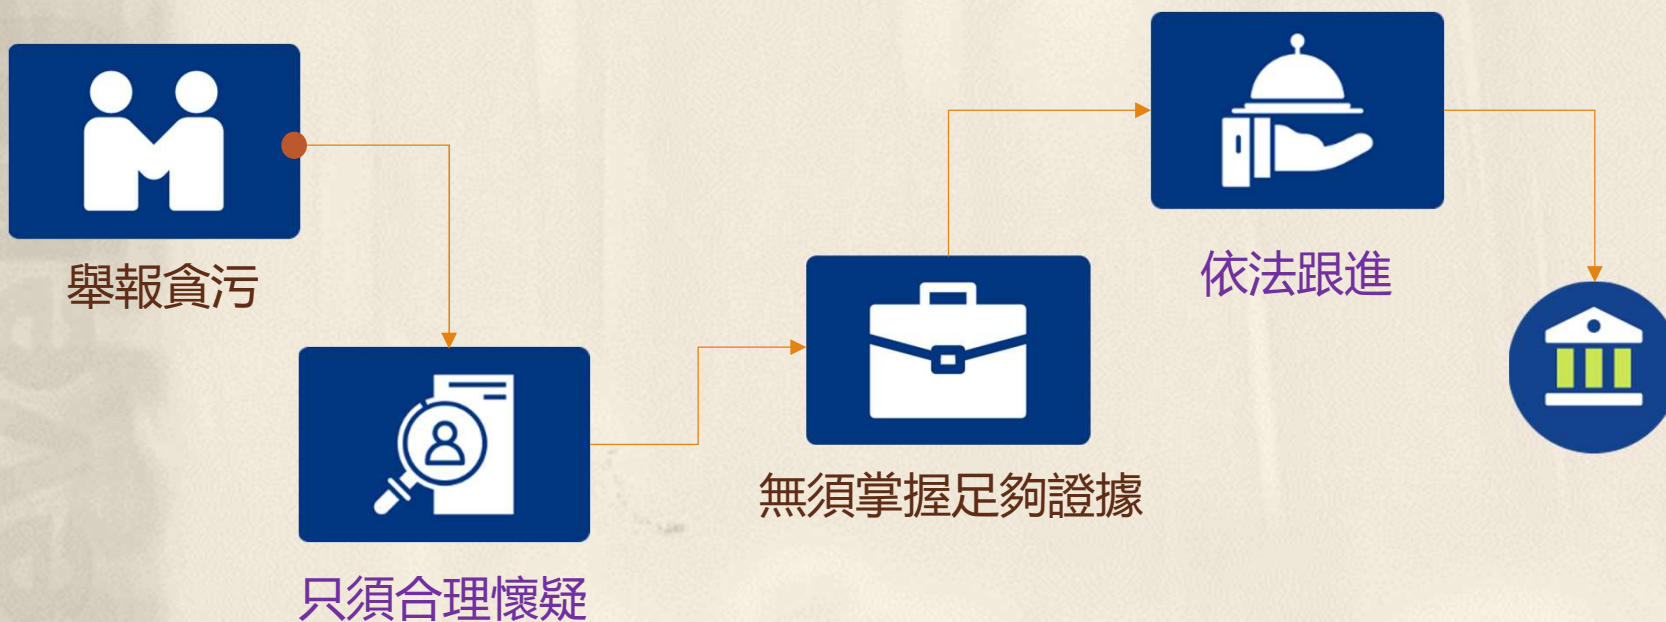 舉報貪污
只須合理懷疑
無須掌握足夠證據
依法跟進